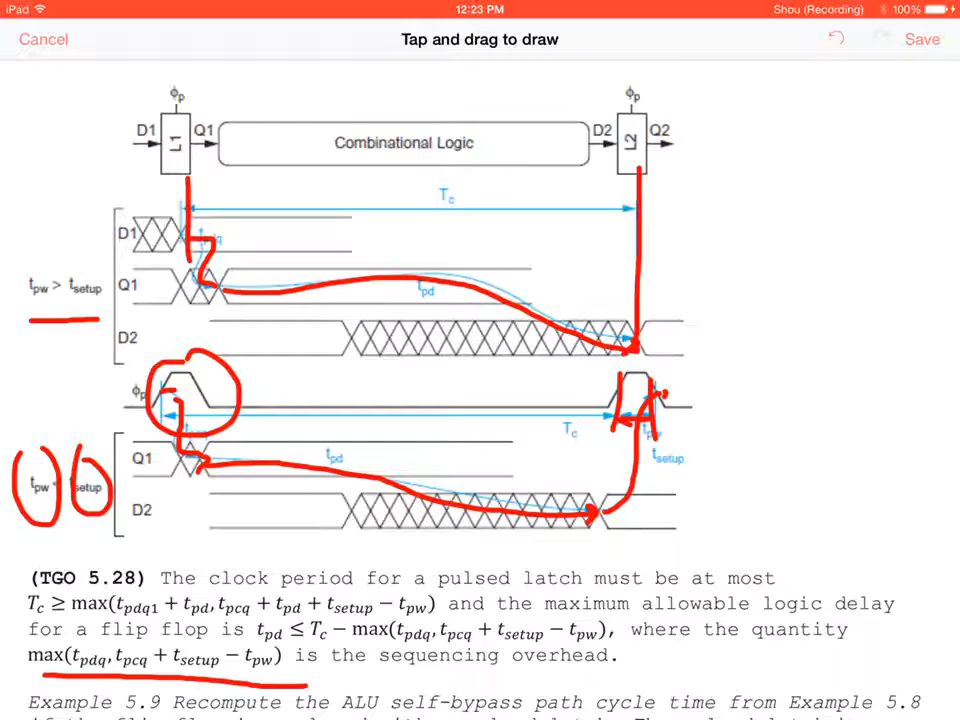 iPad 12:23 PM Shou (Recording) 100%
Cancel Tap and drag to draw Save
ϕp ϕp
D1 L1 Q1 Combinational Logic D2 L2 Q2
Tc
D1
tpw > tsetup Q1
tpd
D2
ϕp
Tc tpw
Q1 tpd tsetup
tpw tsetup
D2
(TGO 5.28) The clock period for a pulsed latch must be at most
Tc ≥ max(tpdq1 + tpd, tpcq + tpd + tsetup − tpw) and the maximum allowable logic delay
for a flip flop is tpd ≤ Tc − max(tpdq, tpcq + tsetup − tpw), where the quantity
max(tpdq, tpcq + tsetup − tpw) is the sequencing overhead.
Example 5.9 Recompute the ALU self-bypass path cycle time from Example 5.8